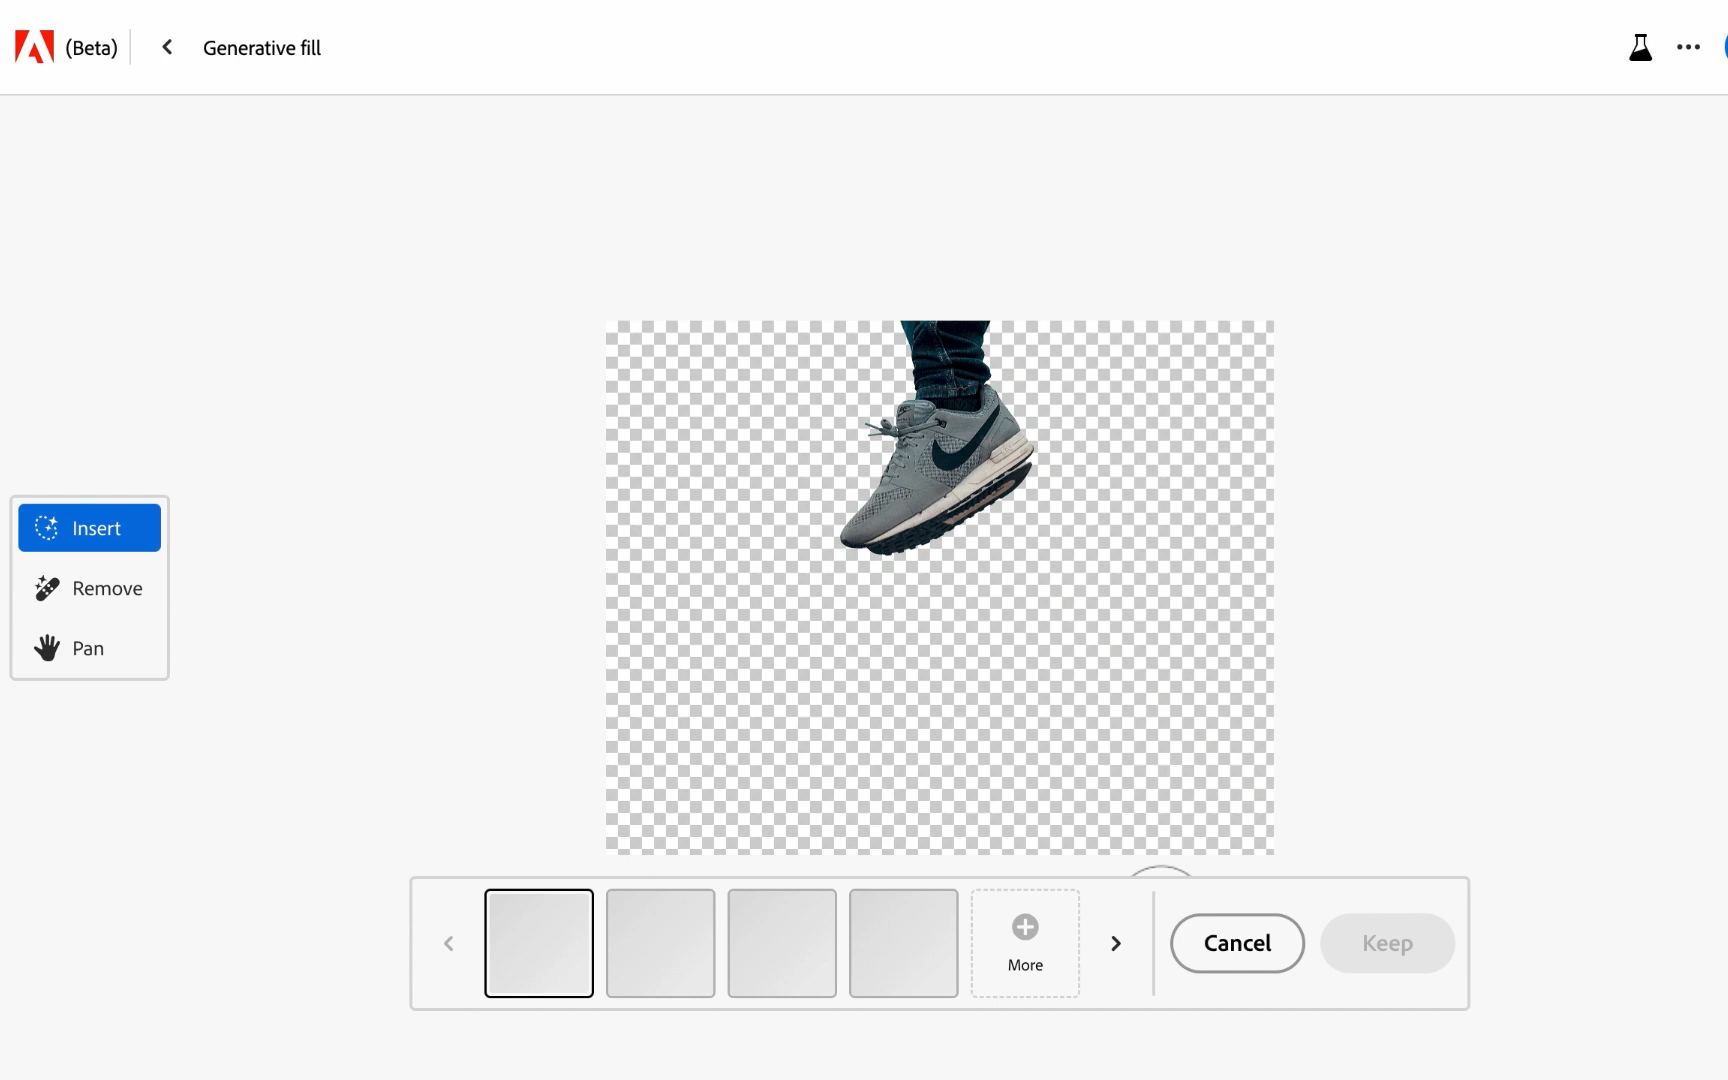 (Beta)
Generative fill
Insert
Remove
Pan
More
Cancel
Keep